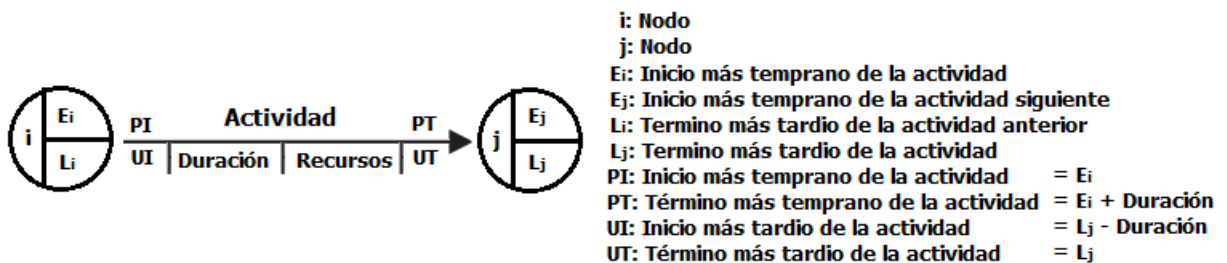 i
Ei
Li
PI
Actividad
PT
UI
Duración
Recursos
UT
j
Ej
Lj
i: Nodo
j: Nodo
Ei: Inicio más temprano de la actividad
Ej: Inicio más temprano de la actividad siguiente
Li: Termino más tardio de la actividad anterior
Lj: Termino más tardio de la actividad
PI: Inicio más temprano de la actividad = Ei
PT: Término más temprano de la actividad = Ei + Duración
UI: Inicio más tardio de la actividad = Lj - Duración
UT: Término más tardio de la actividad = Lj